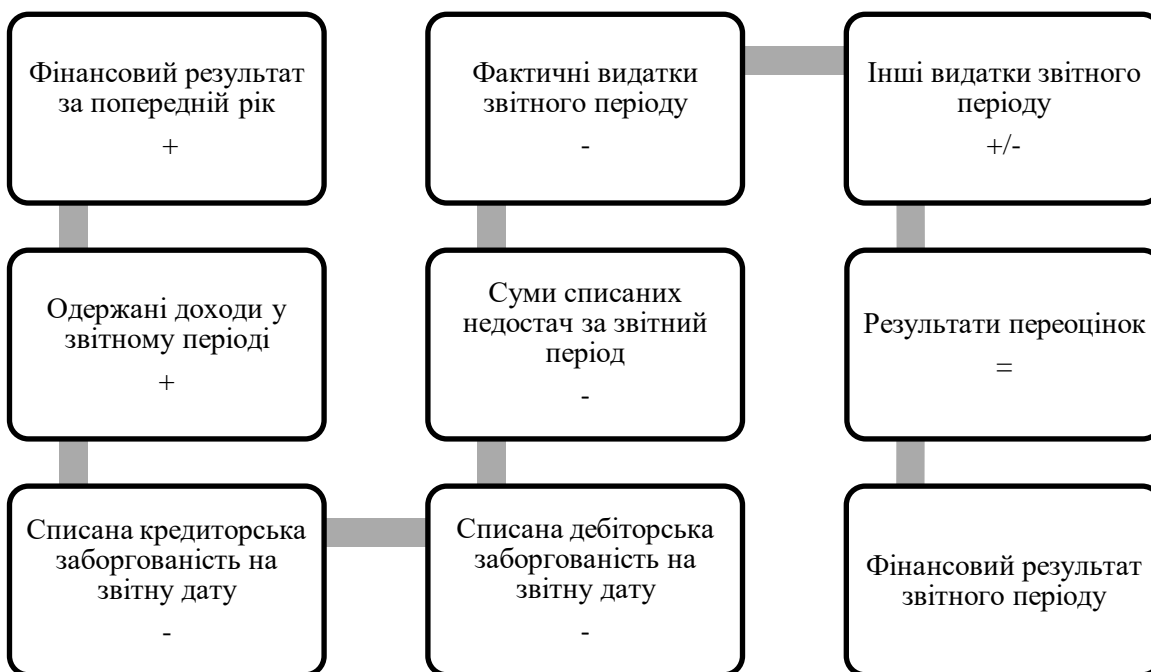 Фінансовий результат
за попередній рік
+
Одержані доходи у
звітному періоді
+
Списана кредиторська
заборгованість на
звітну дату
-
Списана дебіторська
заборгованість на
звітну дату
-
Суми списаних
недостач за звітний
період
-
Фактичні видатки
звітного періоду
-
Інші видатки звітного
періоду
+/-
Результати переоцінок
=
Фінансовий результат
звітного періоду